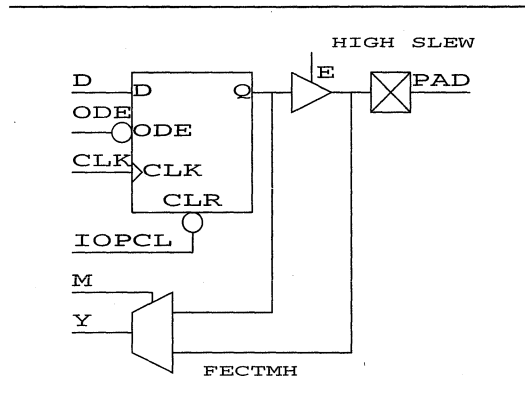 HIGH SLEW
D
D
Q
E
PAD
ODE
ODE
CLK
CLK
CLR
IOPCL
M
Y
FECTMH